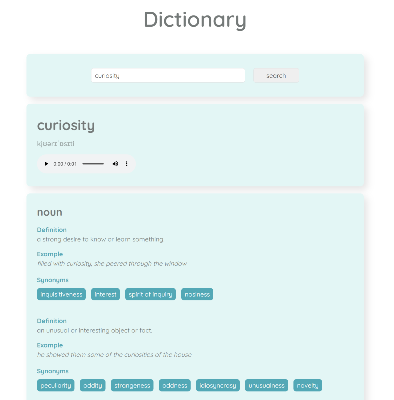 Dictionary
curiosity
search
curiosity
kjʊərɪˈɒsɪti
0:00 / 0:01
noun
Definition
a strong desire to know or learn something.
Example
filled with curiosity, she peered through the window
Synonyms
inquisitiveness interest spirit of inquiry nosiness
Definition
an unusual or interesting object or fact.
Example
he showed them some of the curiosities of the house
Synonyms
peculiarity oddity strangeness oddness idiosyncrasy unusualness novelty